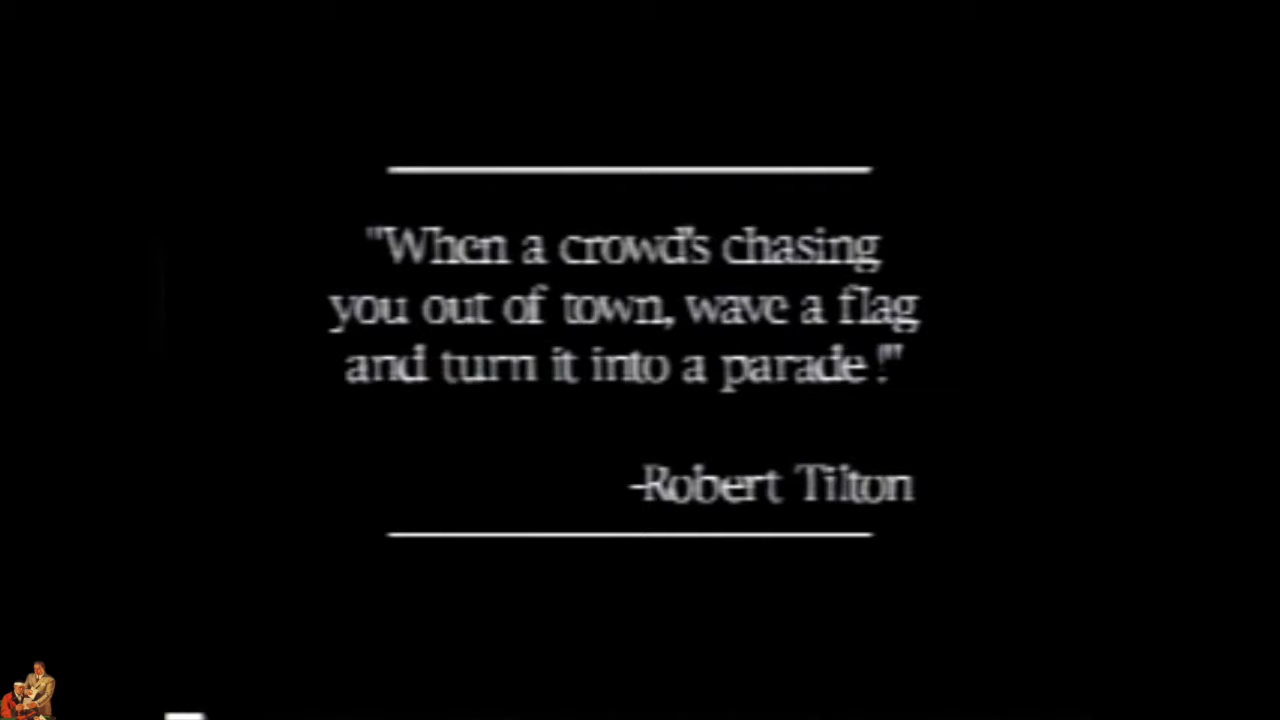 "When a crowd's chasing
you out of town, wave a flag
and turn it into a parade!"
-Robert Tilton